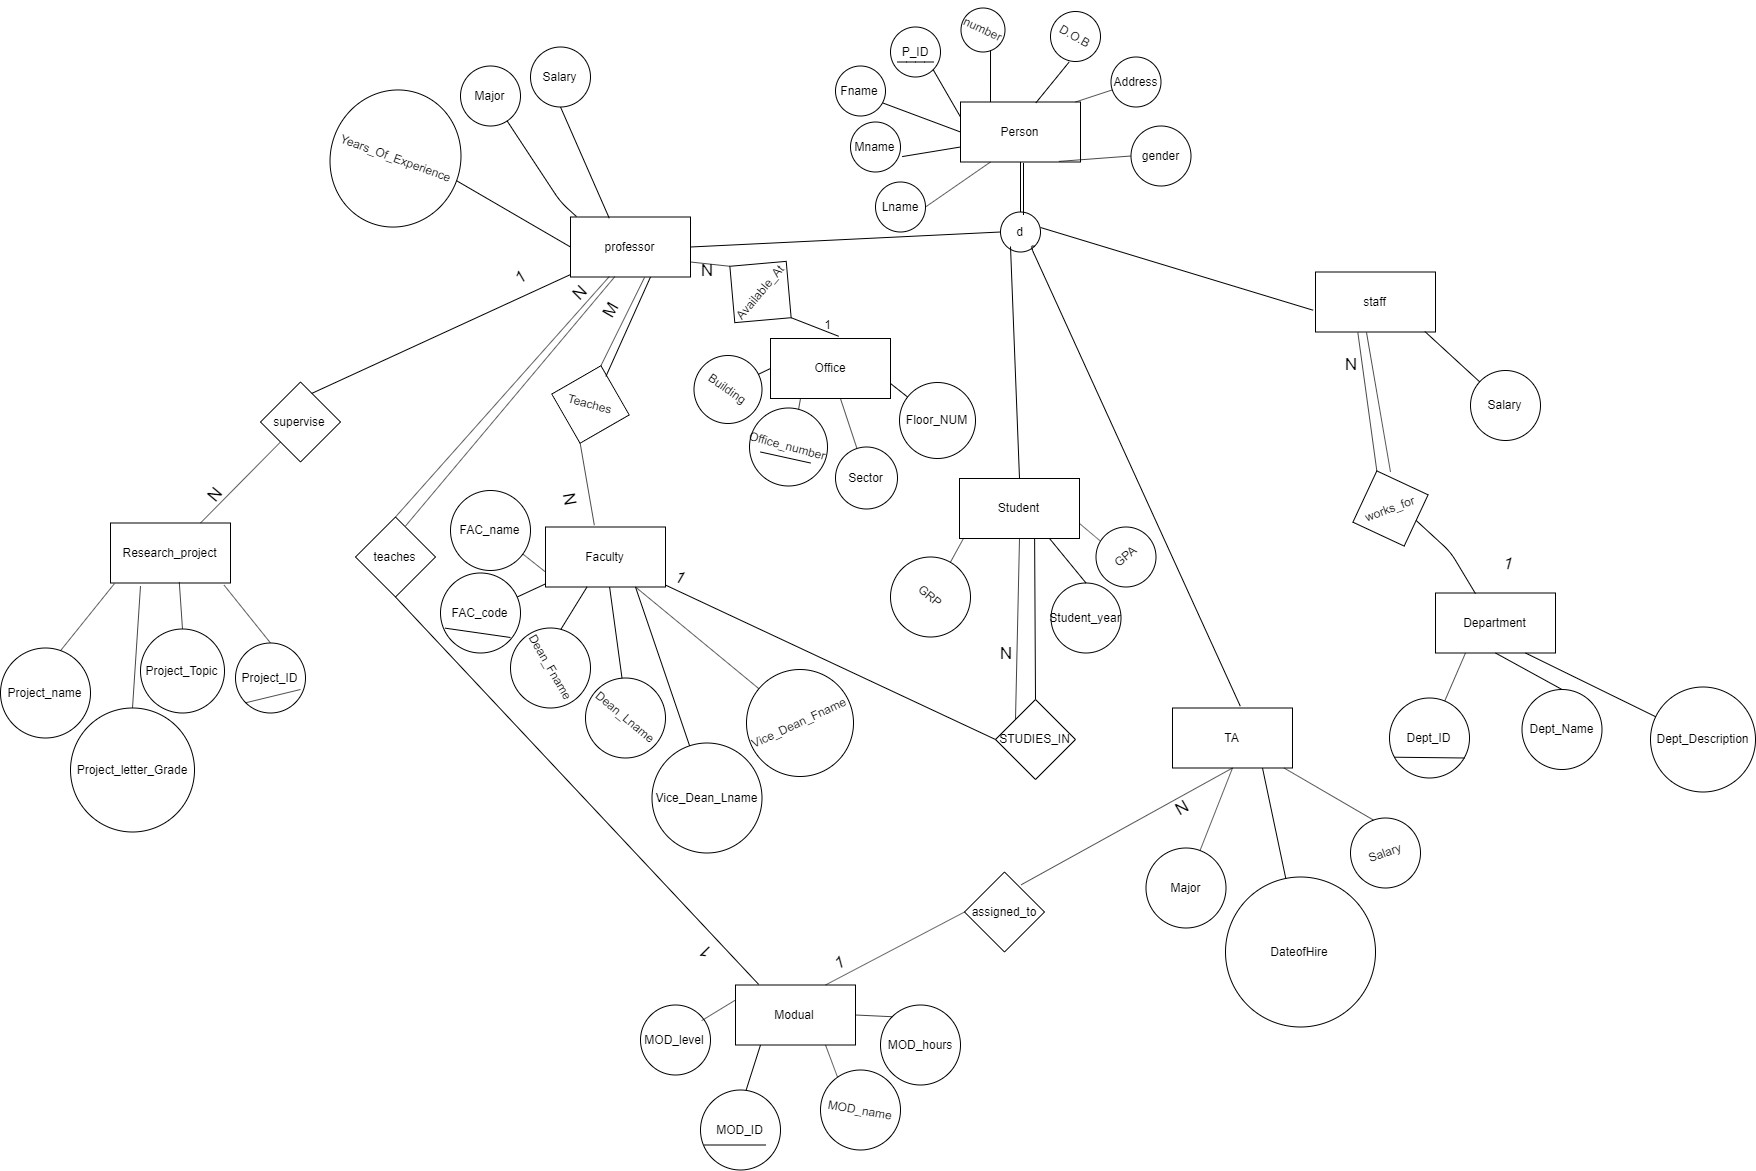 number
D.O.B
P_ID
Salary
Address
Fname
Major
Person
Mname
Years_Of_Experience
gender
Lname
d
professor
1
N
N
M
Available_At
staff
1
N
Office
Building
Teaches
supervise
Floor_NUM
Salary
Office_number
Sector
N
N
works_for
Student
FAC_name
Research_project
teaches
Faculty
GPA
1
1
GRP
FAC_code
Student_year
Department
N
Dean_Fname
Project_Topic
Project_ID
Project_name
Dean_Lname
Vice_Dean_Fname
Dept_Name
STUDIES_IN
TA
Dept_ID
Dept_Description
Project_letter_Grade
Vice_Dean_Lname
N
Salary
Major
assigned_to
1
1
DateofHire
Modual
MOD_level
MOD_hours
MOD_name
MOD_ID